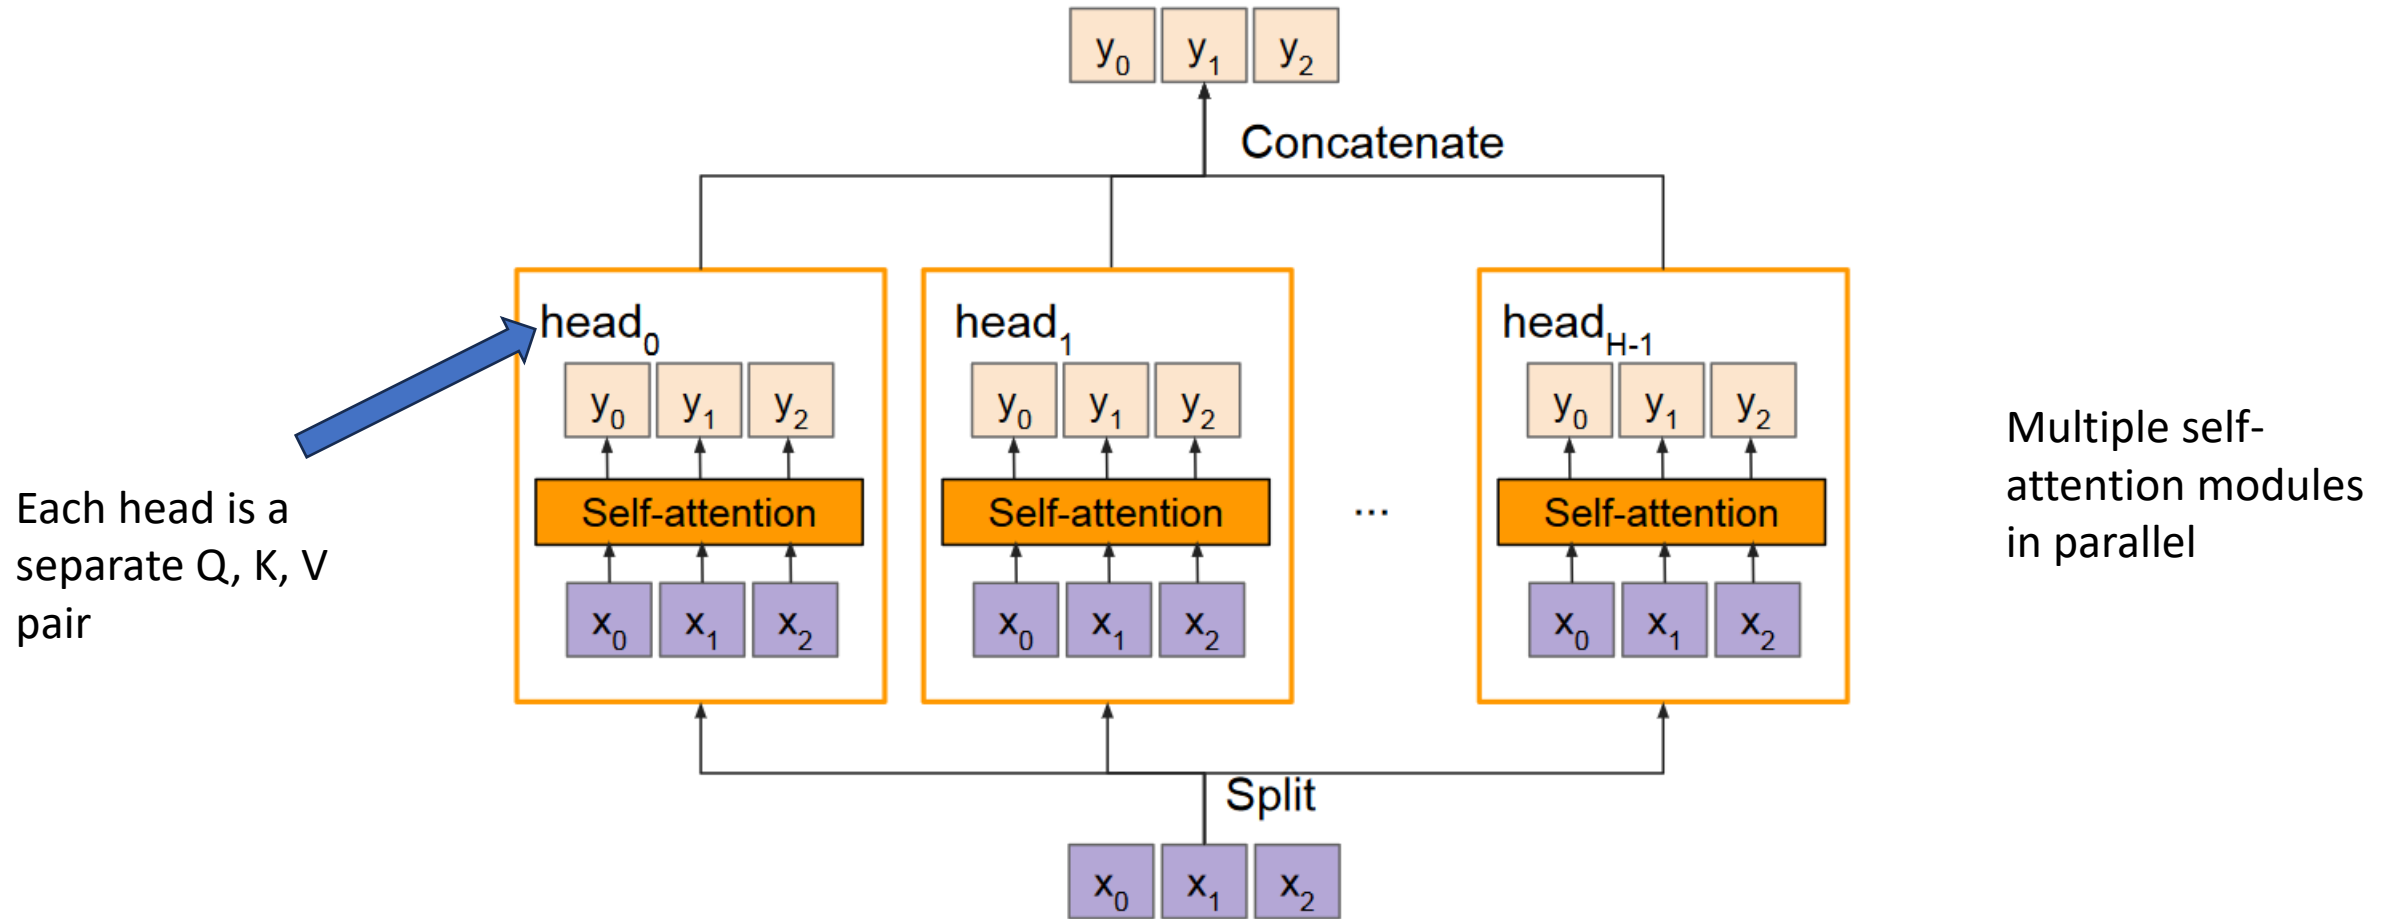 y₀ y₁ y₂
Concatenate
head₀
head₁
head_H-1
y₀ y₁ y₂
y₀ y₁ y₂
y₀ y₁ y₂
Self-attention
Self-attention
...
Self-attention
x₀ x₁ x₂
x₀ x₁ x₂
x₀ x₁ x₂
Split
x₀ x₁ x₂
Each head is a
separate Q, K, V
pair
Multiple self-
attention modules
in parallel